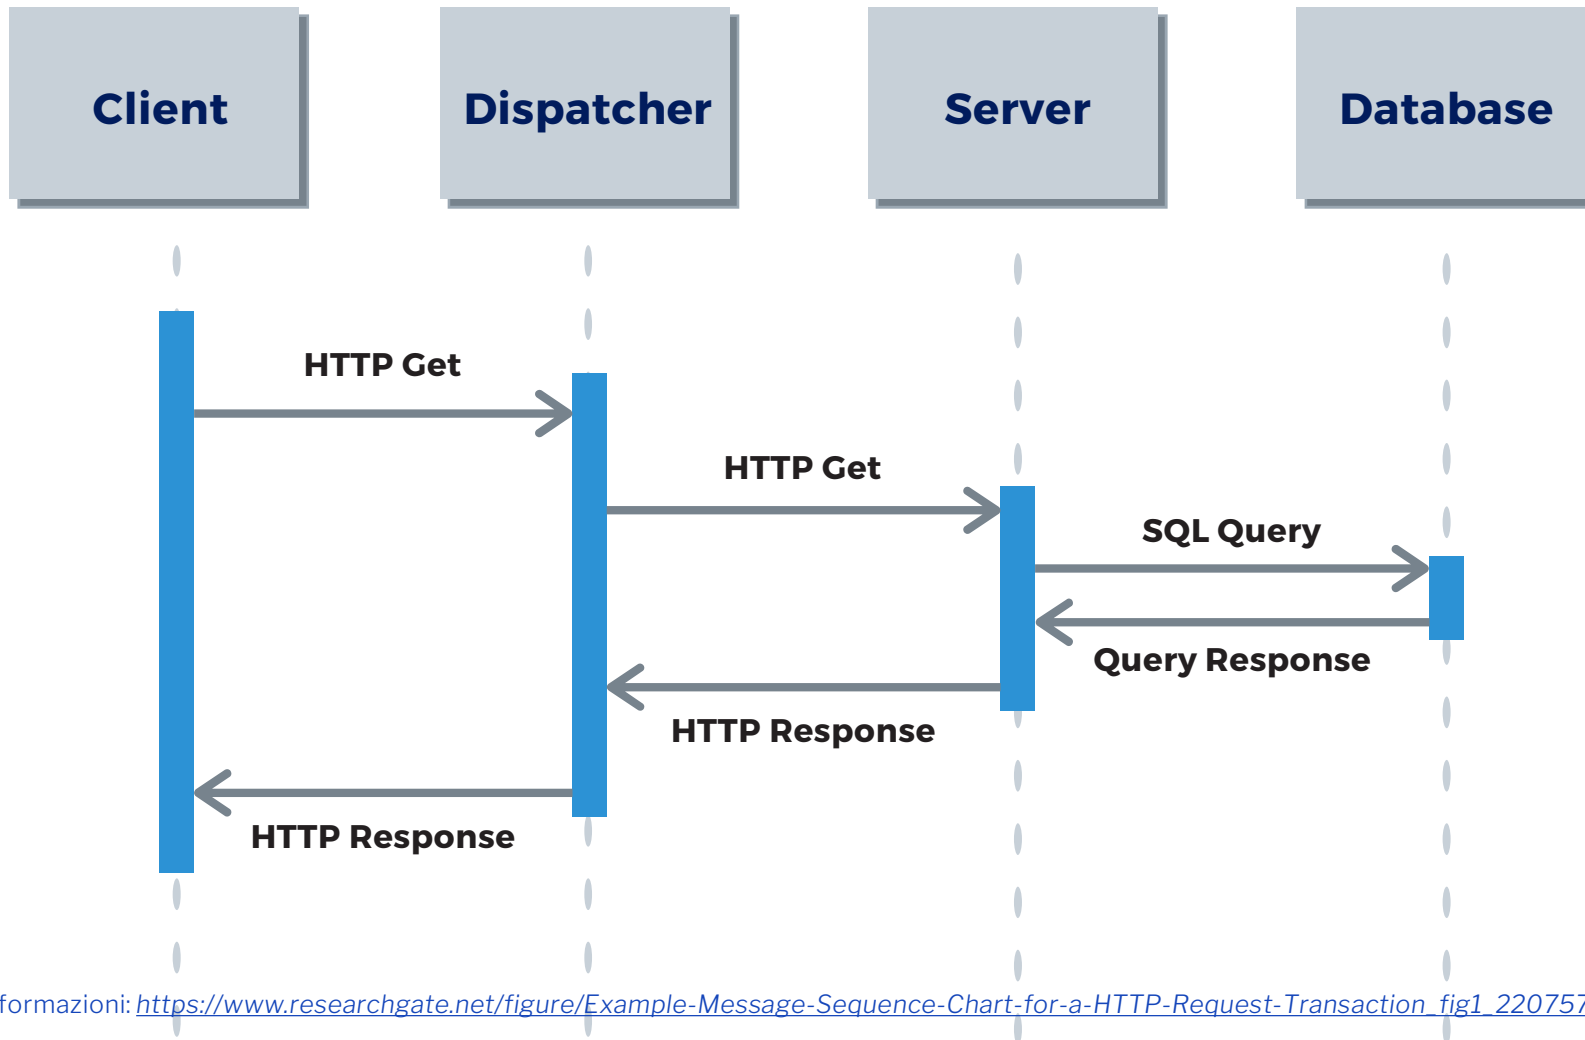 Client
Dispatcher
Server
Database
HTTP Get
HTTP Get
SQL Query
Query Response
HTTP Response
HTTP Response
formazioni: https://www.researchgate.net/figure/Example-Message-Sequence-Chart-for-a-HTTP-Request-Transaction_fig1_220757